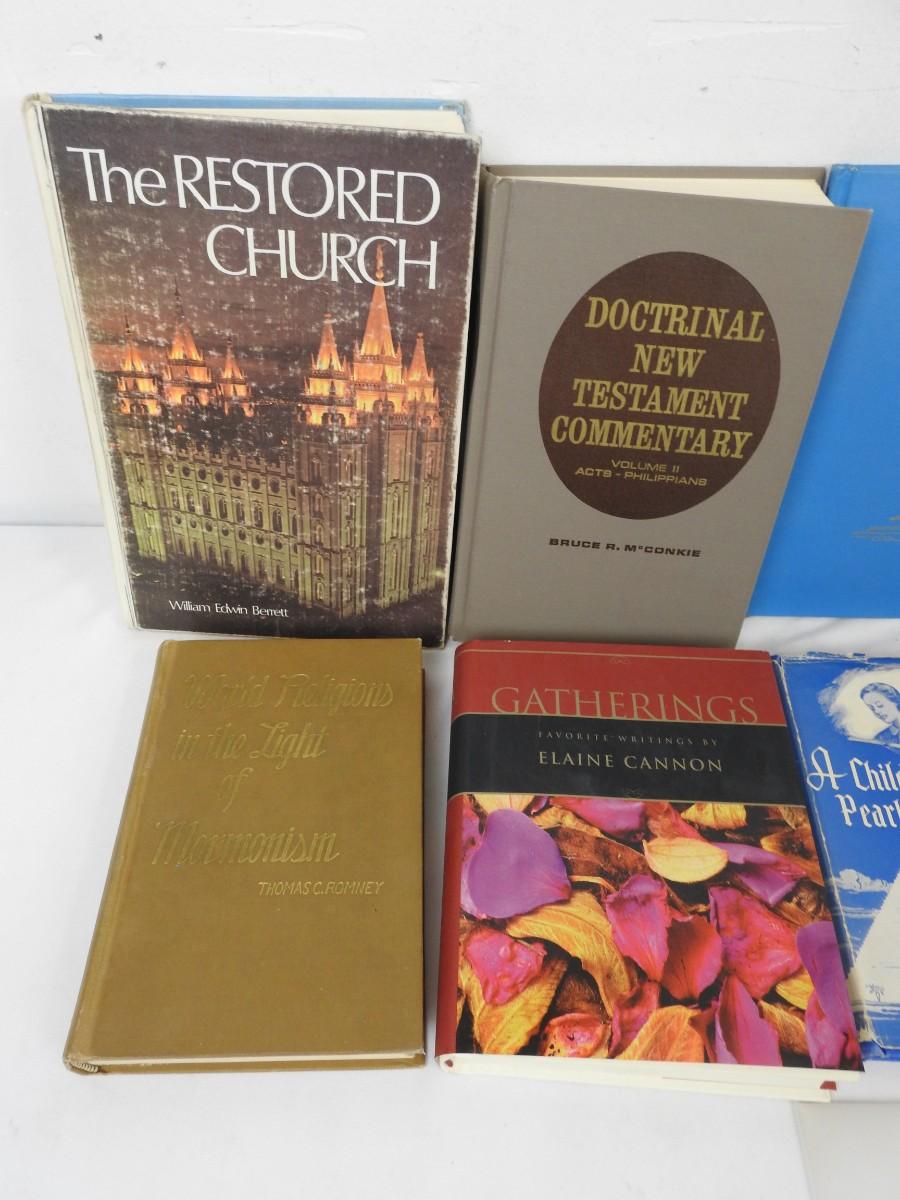 The RESTORED
CHURCH
William Edwin Berrett
DOCTRINAL
NEW
TESTAMENT
COMMENTARY
VOLUME II
ACTS - PHILIPPIANS
BRUCE R. McCONKIE
World Religions
in the Light
of
Mormonism
THOMAS C. ROMNEY
GATHERINGS
FAVORITE WRITINGS BY
ELAINE CANNON
A Chil
Pearl